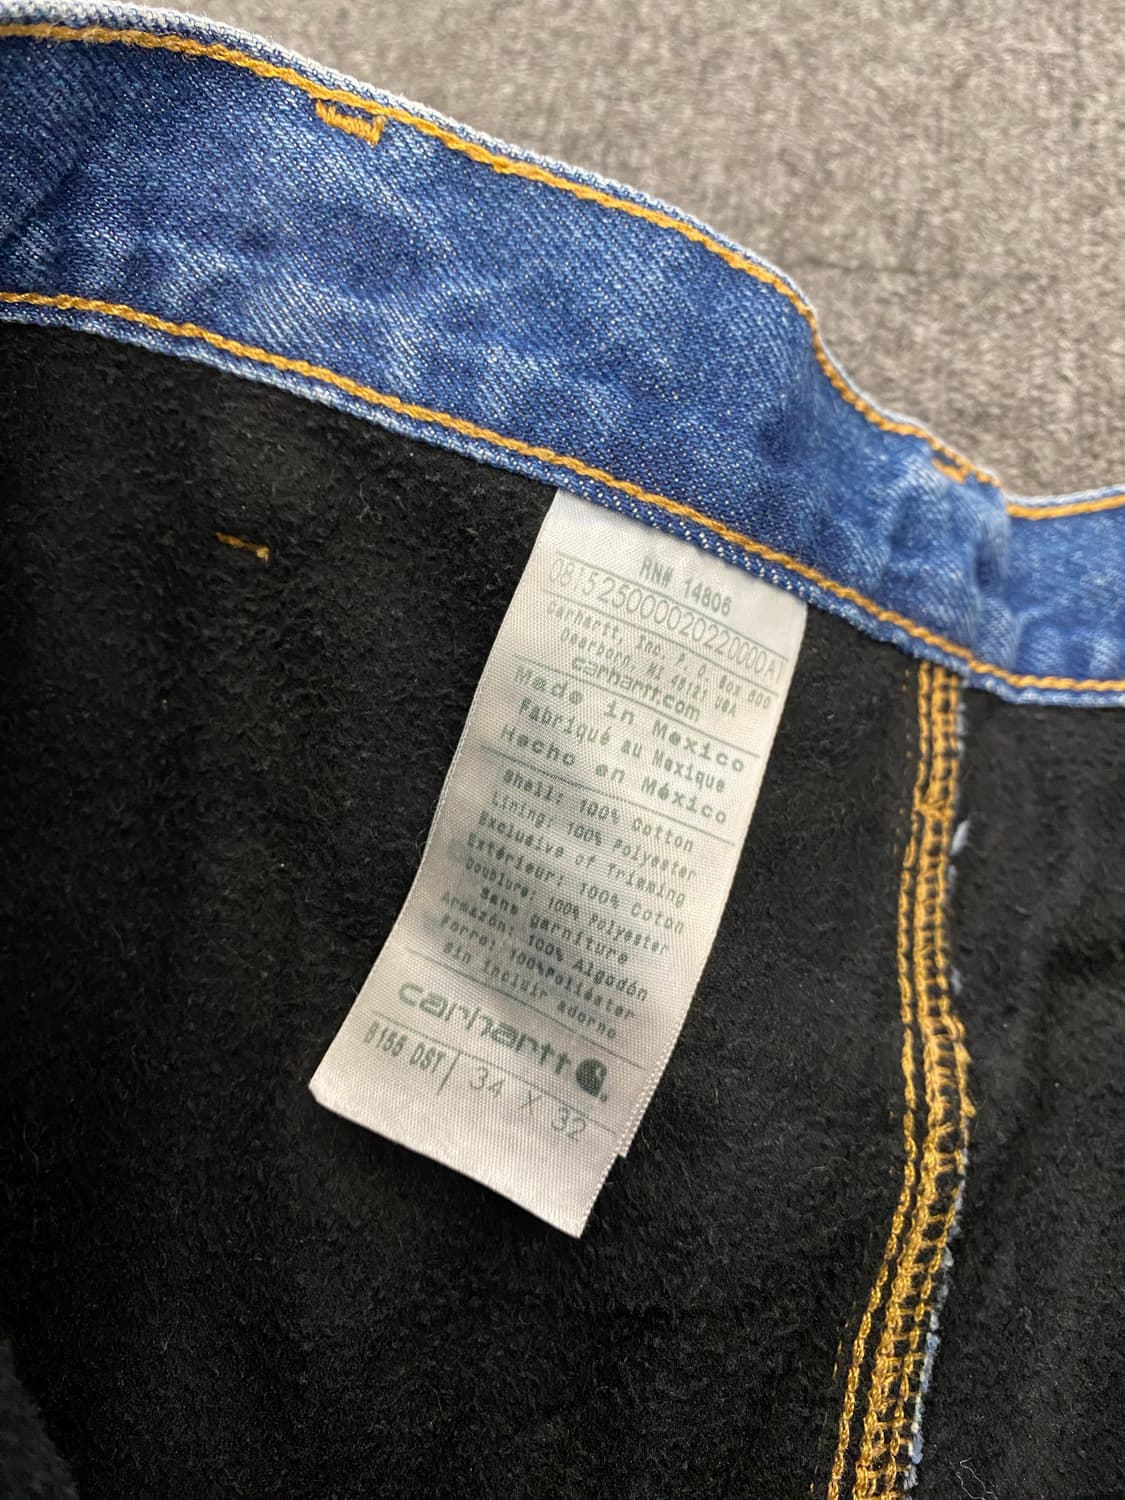 RN# 14806
08152500002022000DA1
Carhartt, Inc. P. O. Box 600
Dearborn, MI 48121 USA
carhartt.com
Made in Mexico
Fabriqué au Mexique
Hecho en México
Shell: 100% Cotton
Lining: 100% Polyester
Exclusive of Trimming
Extérieur: 100% Coton
Doublure: 100% Polyester
Sans garniture
Armazón: 100% Algodón
Forro: 100%Poliéster
sin incluir adorno
carhartt
B155 DST 34 X 32